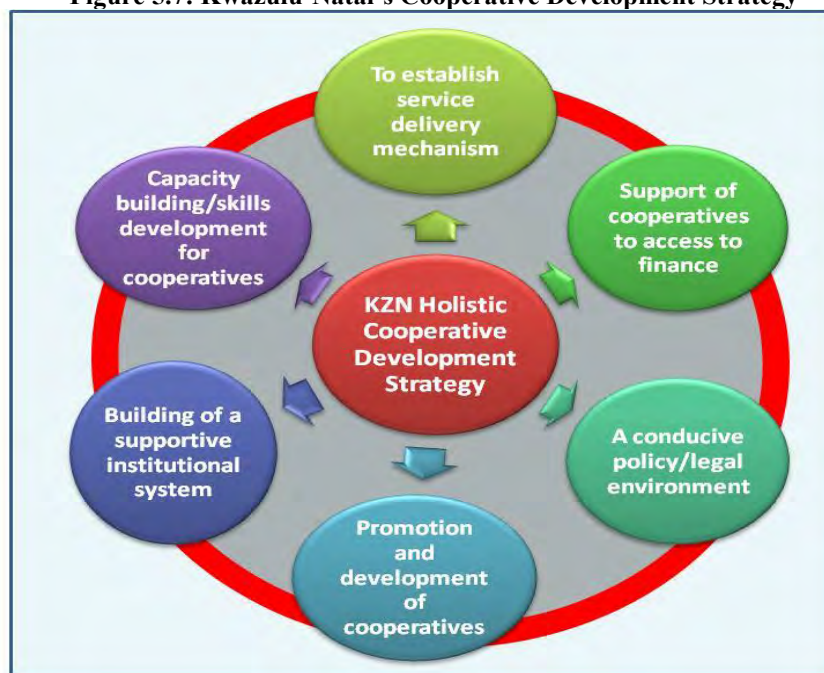 Figure 3.7: Kwazulu-Natal's Cooperative Development Strategy
To establish
service
delivery
mechanism
Support of
cooperatives
to access to
finance
A conducive
policy/legal
environment
Promotion
and
development
of
cooperatives
Building of a
supportive
institutional
system
Capacity
building/skills
development
for
cooperatives
KZN Holistic
Cooperative
Development
Strategy